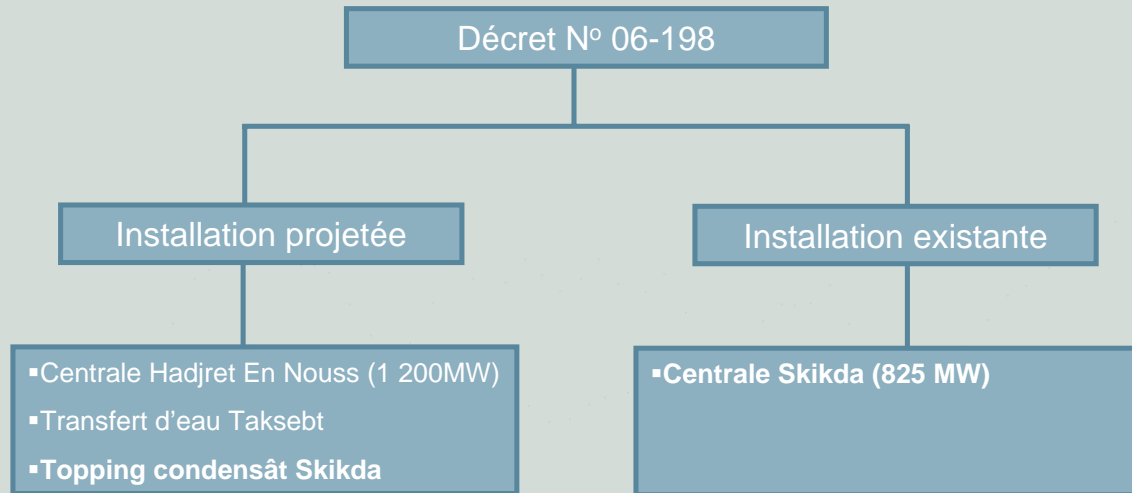 Décret Nº 06-198
Installation projetée
Installation existante
▪Centrale Hadjret En Nouss (1 200MW)
▪Transfert d'eau Taksebt
▪Topping condensât Skikda
▪Centrale Skikda (825 MW)